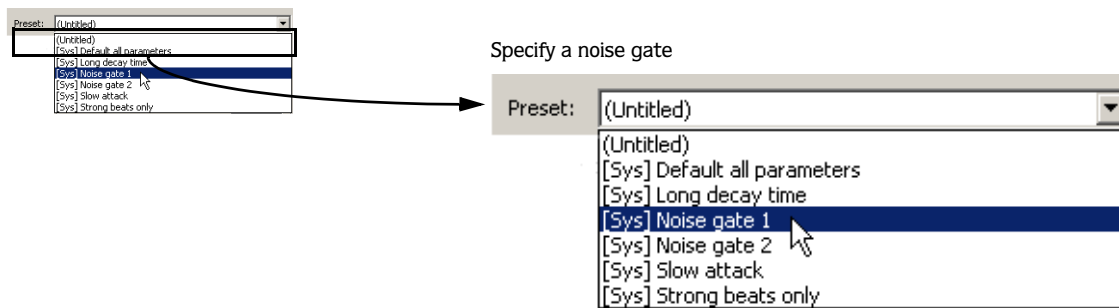 Preset: (Untitled)
(Untitled)
[Sys] Default all parameters
[Sys] Long decay time
[Sys] Noise gate 1
[Sys] Noise gate 2
[Sys] Slow attack
[Sys] Strong beats only
Specify a noise gate
Preset: (Untitled)
(Untitled)
[Sys] Default all parameters
[Sys] Long decay time
[Sys] Noise gate 1
[Sys] Noise gate 2
[Sys] Slow attack
[Sys] Strong beats only